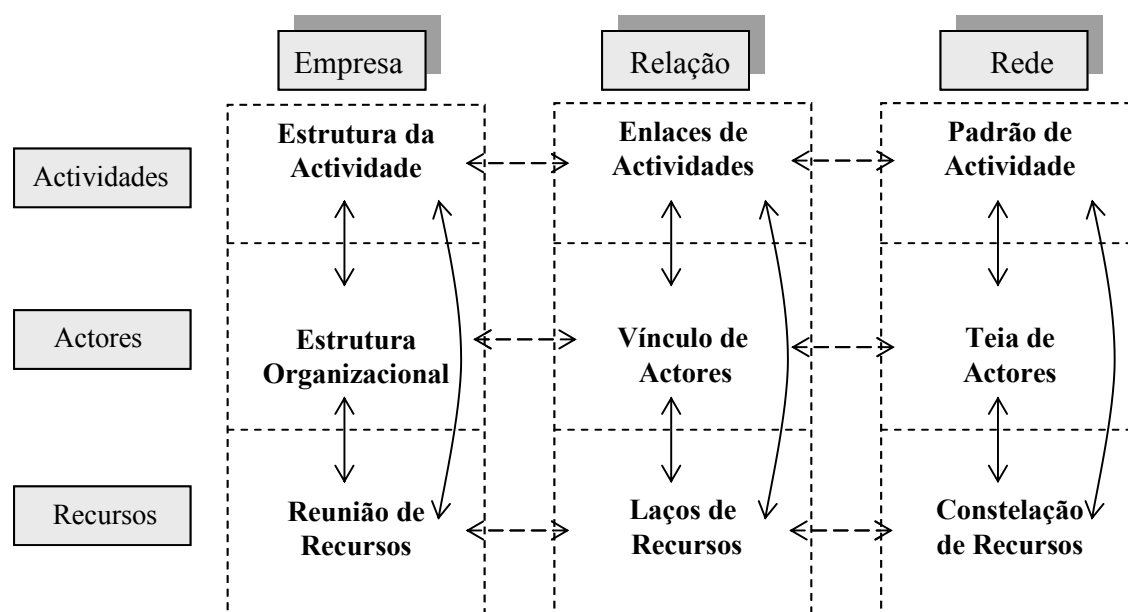 Empresa
Relação
Rede
Actividades
Estrutura da
Actividade
Enlaces de
Actividades
Padrão de
Actividade
Actores
Estrutura
Organizacional
Vínculo de
Actores
Teia de
Actores
Recursos
Reunião de
Recursos
Laços de
Recursos
Constelação
de Recursos